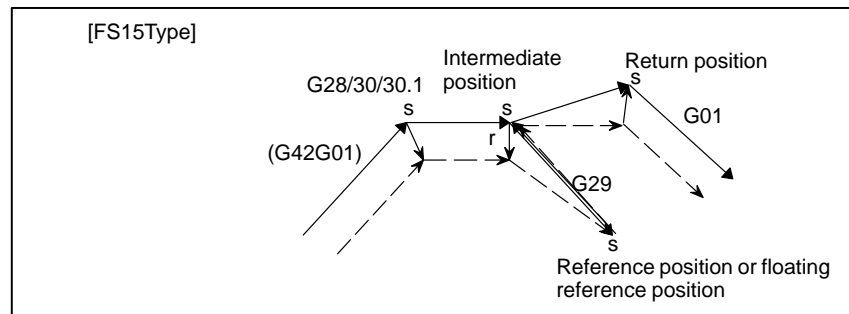 [FS15Type]
Intermediate
position
Return position
G28/30/30.1
s
s
s
G01
(G42G01)
r
G29
s
Reference position or floating
reference position